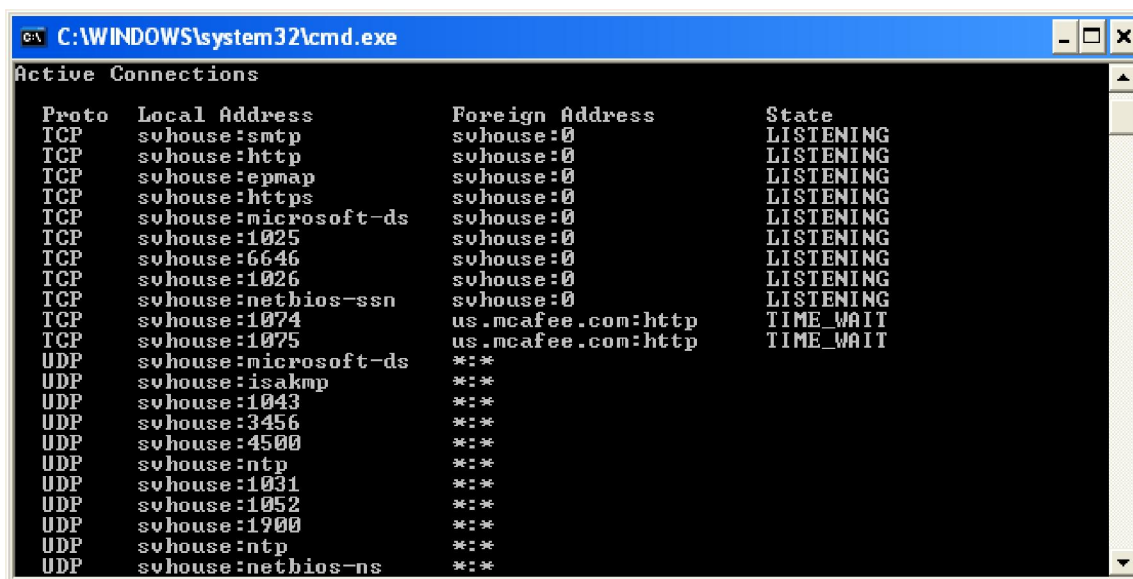 C:\WINDOWS\system32\cmd.exe
Active Connections
Proto Local Address Foreign Address State
TCP svhouse:smtp svhouse:0 LISTENING
TCP svhouse:http svhouse:0 LISTENING
TCP svhouse:epmap svhouse:0 LISTENING
TCP svhouse:https svhouse:0 LISTENING
TCP svhouse:microsoft-ds svhouse:0 LISTENING
TCP svhouse:1025 svhouse:0 LISTENING
TCP svhouse:6646 svhouse:0 LISTENING
TCP svhouse:1026 svhouse:0 LISTENING
TCP svhouse:netbios-ssn svhouse:0 LISTENING
TCP svhouse:1074 us.mcafee.com:http TIME_WAIT
TCP svhouse:1075 us.mcafee.com:http TIME_WAIT
UDP svhouse:microsoft-ds *:*
UDP svhouse:isakmp *:*
UDP svhouse:1043 *:*
UDP svhouse:3456 *:*
UDP svhouse:4500 *:*
UDP svhouse:ntp *:*
UDP svhouse:1031 *:*
UDP svhouse:1052 *:*
UDP svhouse:1900 *:*
UDP svhouse:ntp *:*
UDP svhouse:netbios-ns *:*